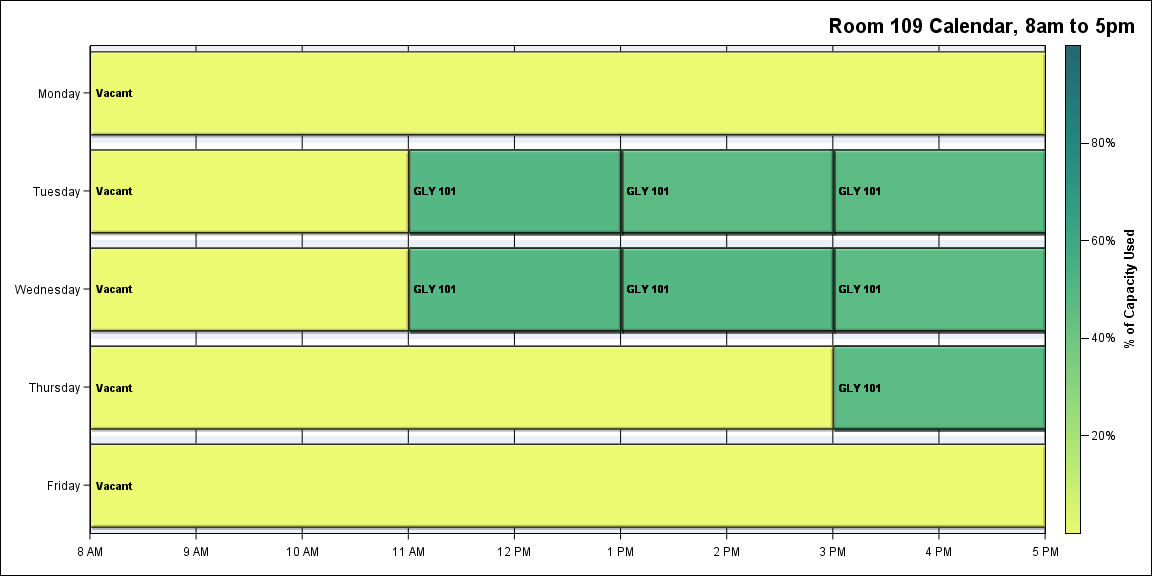 Room 109 Calendar, 8am to 5pm
Monday
Vacant
Tuesday
Vacant
GLY 101
GLY 101
GLY 101
Wednesday
Vacant
GLY 101
GLY 101
GLY 101
Thursday
Vacant
GLY 101
Friday
Vacant
8 AM
9 AM
10 AM
11 AM
12 PM
1 PM
2 PM
3 PM
4 PM
5 PM
80%
60%
40%
20%
% of Capacity Used